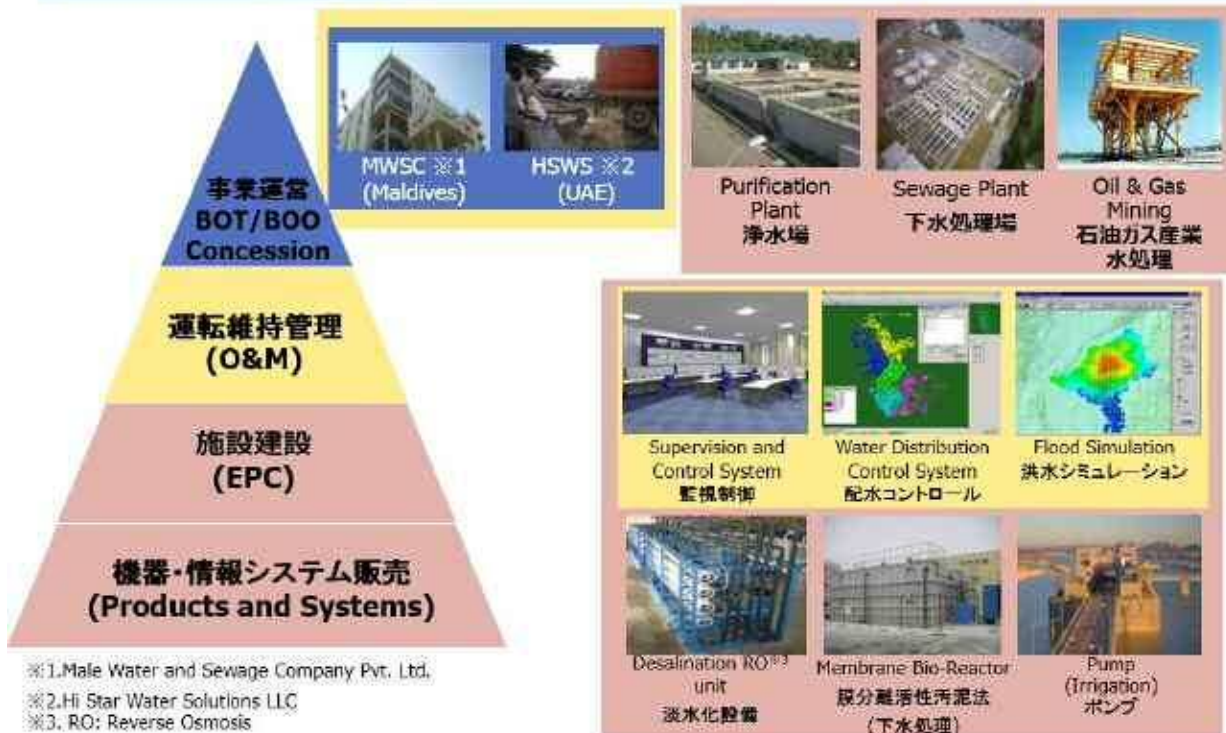 事業運営
BOT/BOO
Concession
運転維持管理
(O&M)
施設建設
(EPC)
機器・情報システム販売
(Products and Systems)
※1.Male Water and Sewage Company Pvt. Ltd.
※2.Hi Star Water Solutions LLC
※3. RO: Reverse Osmosis
MWSC ※1
(Maldives)
HSWS ※2
(UAE)
Purification
Plant
浄水場
Sewage Plant
下水処理場
Oil & Gas
Mining
石油ガス産業
水処理
Supervision and
Control System
監視制御
Water Distribution
Control System
配水コントロール
Flood Simulation
洪水シミュレーション
Desalination RO※3
unit
淡水化設備
Membrane Bio-Reactor
膜分離活性汚泥法
(下水処理)
Pump
(Irrigation)
ポンプ